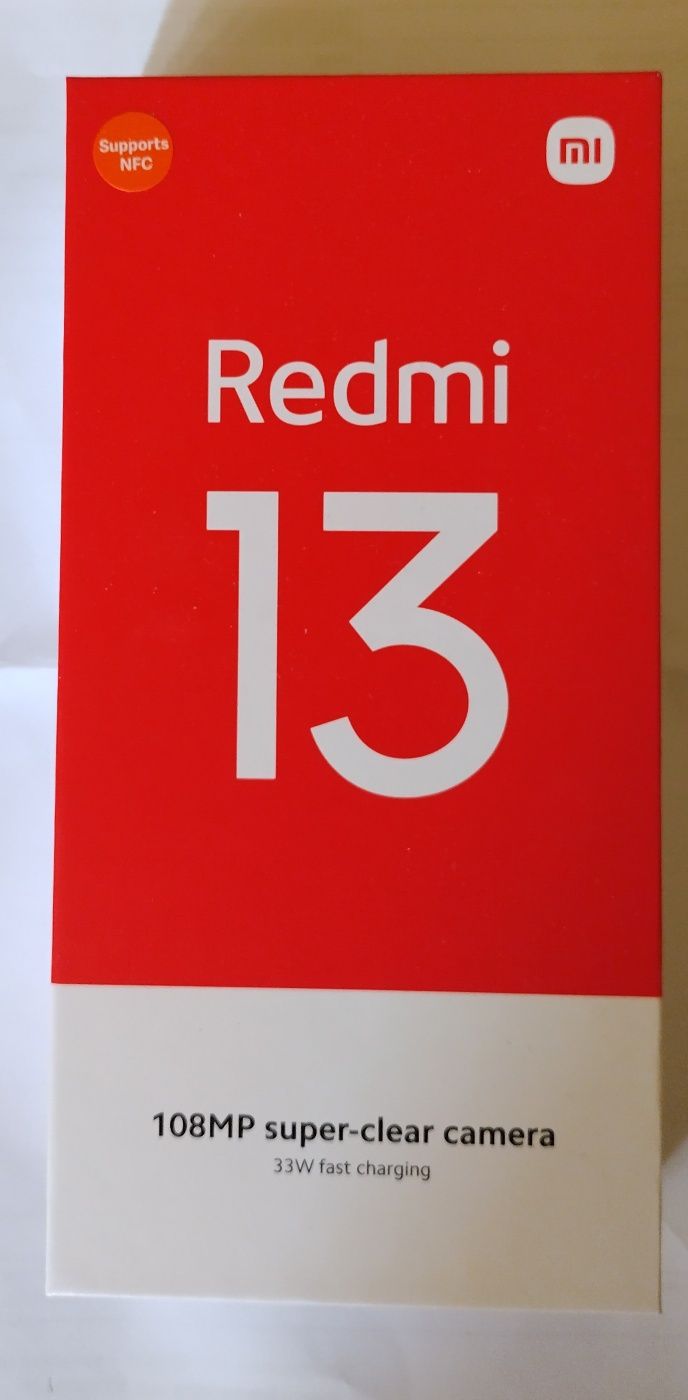 Supports
NFC
mi
Redmi
13
108MP super-clear camera
33W fast charging